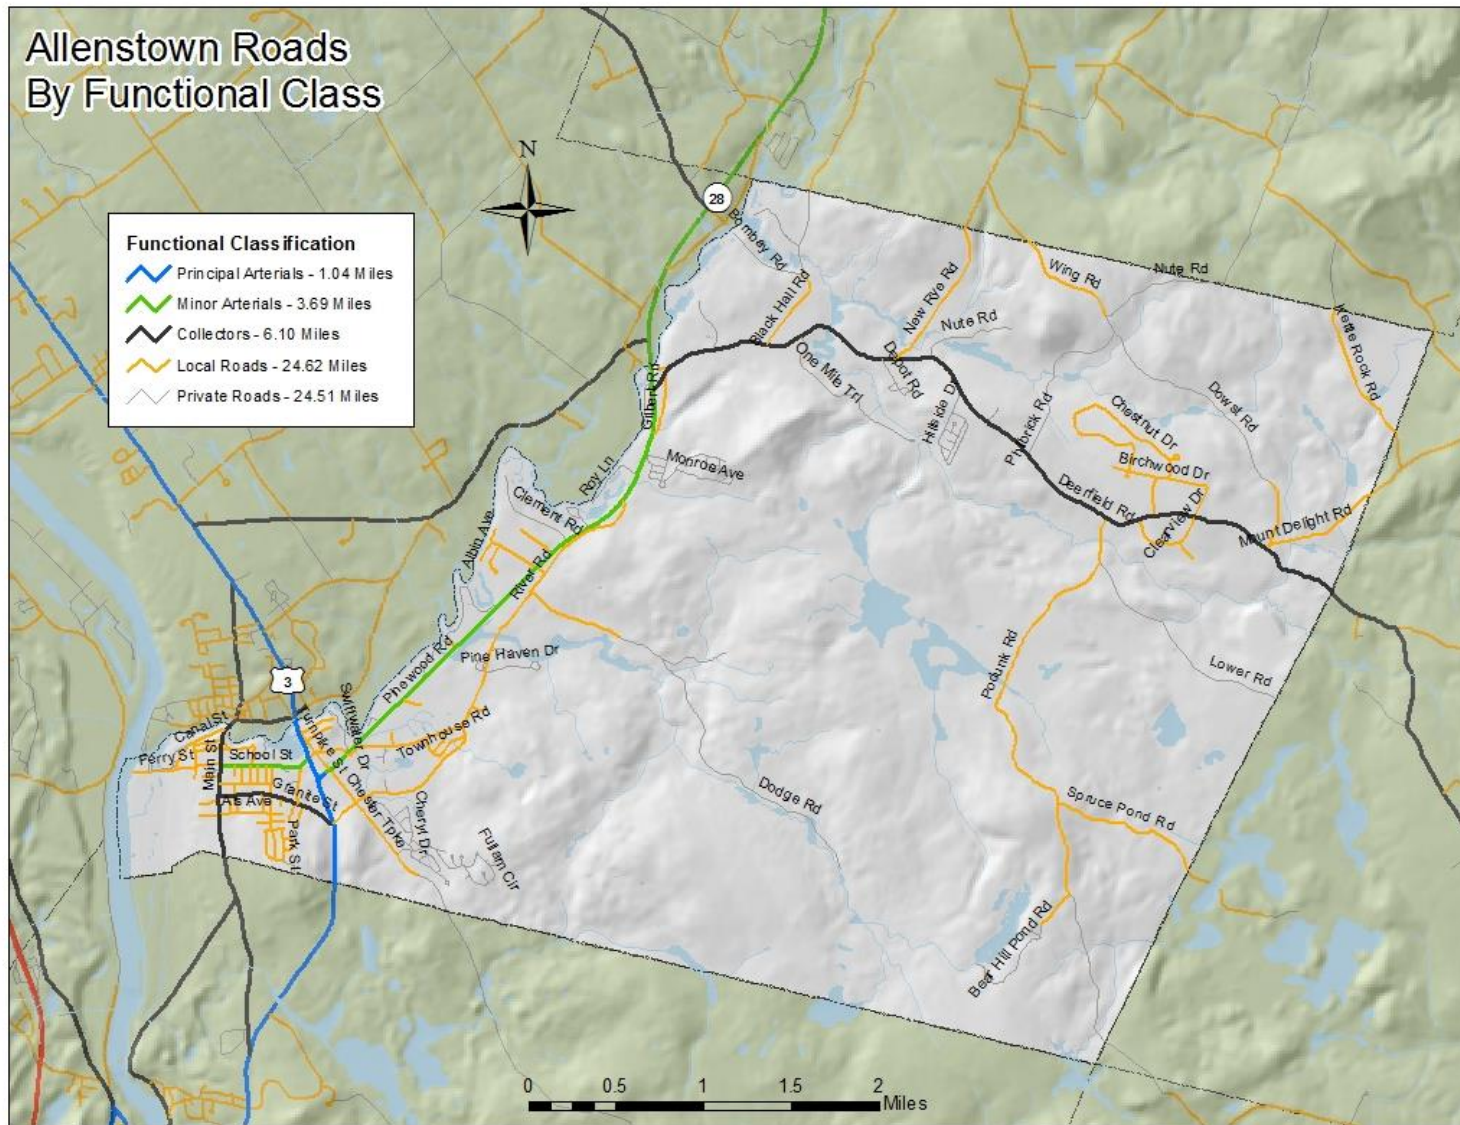 Allenstown Roads
By Functional Class
N
28
Functional Classification
Principal Arterials - 1.04 Miles
Minor Arterials - 3.69 Miles
Collectors - 6.10 Miles
Local Roads - 24.62 Miles
Private Roads - 24.51 Miles
Bombay Rd
Black Hall Rd
New Rye Rd
Wing Rd
Nute Rd
Nute Rd
Kettle Rock Rd
One Mile Trl
Depot Rd
Hillside Dr
Philbrick Rd
Dowst Rd
Chestnut Dr
Birchwood Dr
Gilbert Rd
Monroe Ave
Roy Ln
Clement Rd
Albin Ave
River Rd
Deerfield Rd
Clearview Dr
Mount Delight Rd
Pinewood Rd
Pine Haven Dr
Podunk Rd
Lower Rd
3
Swiftwater Dr
Turnpike St
Canal St
Ferry St
Main St
School St
Townhouse Rd
Granite St
Al's Ave
Park St
Chester Tpke
Cheryl Dr
Fullam Cir
Dodge Rd
Spruce Pond Rd
Bear Hill Pond Rd
0 0.5 1 1.5 2
Miles